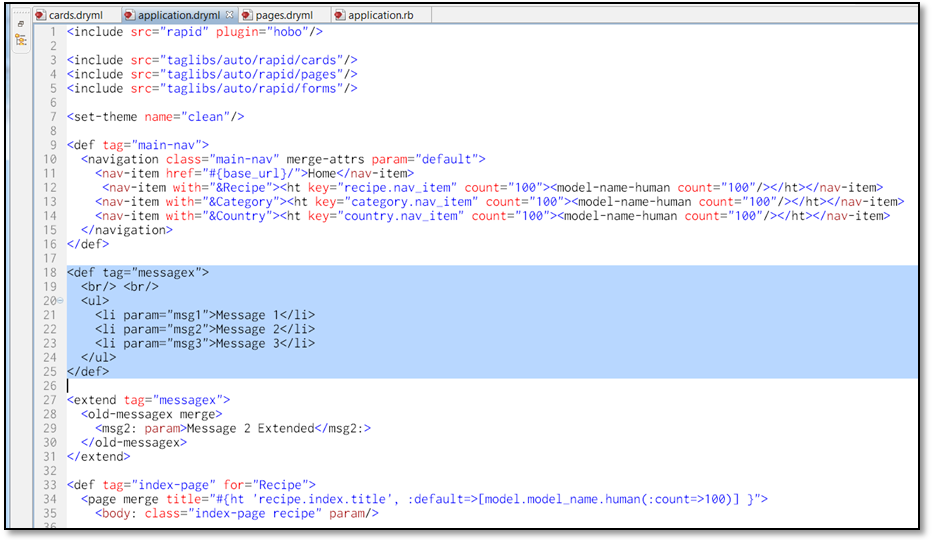 cards.dryml application.dryml pages.dryml application.rb
1 <include src="rapid" plugin="hobo"/>
2
3 <include src="taglibs/auto/rapid/cards"/>
4 <include src="taglibs/auto/rapid/pages"/>
5 <include src="taglibs/auto/rapid/forms"/>
6
7 <set-theme name="clean"/>
8
9 <def tag="main-nav">
10 <navigation class="main-nav" merge-attrs param="default">
11 <nav-item href="#{base_url}/">Home</nav-item>
12 <nav-item with="&Recipe"><ht key="recipe.nav_item" count="100"><model-name-human count="100"/></ht></nav-item>
13 <nav-item with="&Category"><ht key="category.nav_item" count="100"><model-name-human count="100"/></ht></nav-item>
14 <nav-item with="&Country"><ht key="country.nav_item" count="100"><model-name-human count="100"/></ht></nav-item>
15 </navigation>
16 </def>
17
18 <def tag="messagex">
19 <br/> <br/>
20 <ul>
21 <li param="msg1">Message 1</li>
22 <li param="msg2">Message 2</li>
23 <li param="msg3">Message 3</li>
24 </ul>
25 </def>
26
27 <extend tag="messagex">
28 <old-messagex merge>
29 <msg2: param>Message 2 Extended</msg2:>
30 </old-messagex>
31 </extend>
32
33 <def tag="index-page" for="Recipe">
34 <page merge title="#{ht 'recipe.index.title', :default=>[model.model_name.human(:count=>100)] }">
35 <body: class="index-page recipe" param/>
36